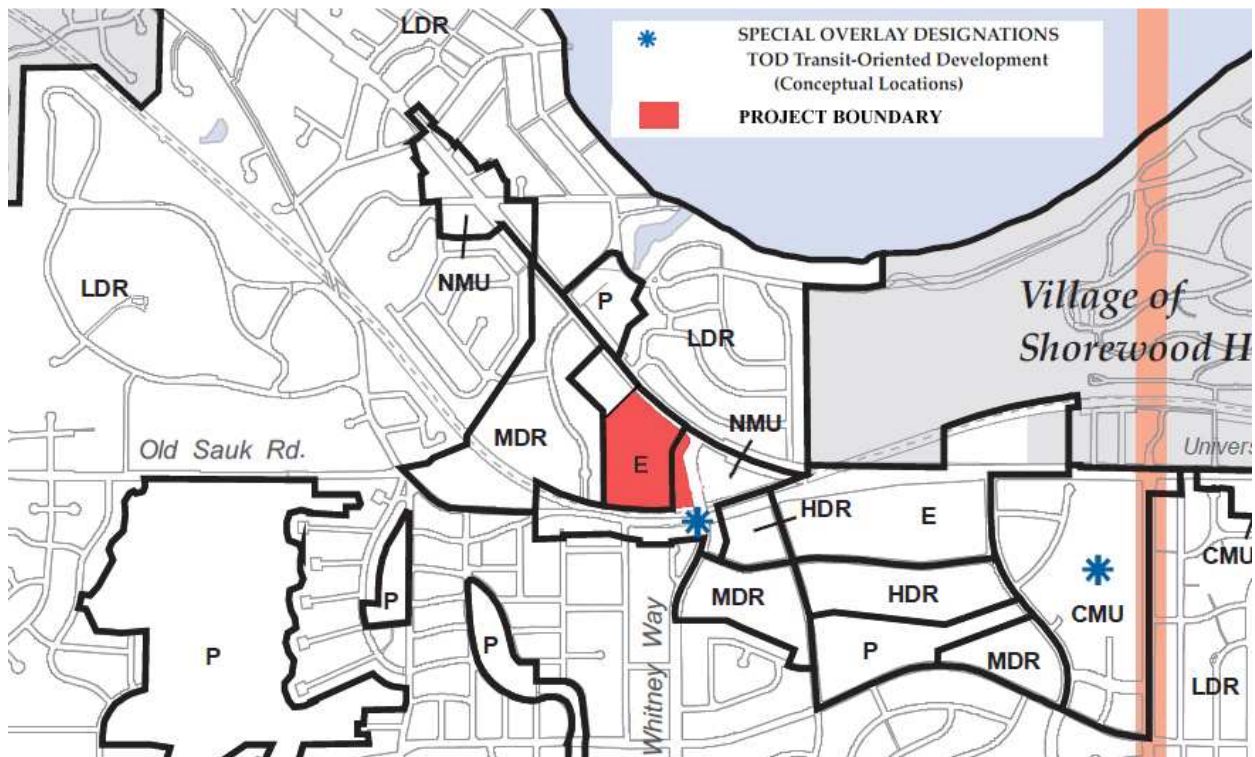 LDR
SPECIAL OVERLAY DESIGNATIONS
TOD Transit-Oriented Development
(Conceptual Locations)
PROJECT BOUNDARY
LDR
NMU
P
LDR
Village of
Shorewood H
Old Sauk Rd.
MDR
NMU
Univers
E
HDR
E
CMU
P
MDR
HDR
CMU
P
P
P
MDR
LDR
Whitney Way